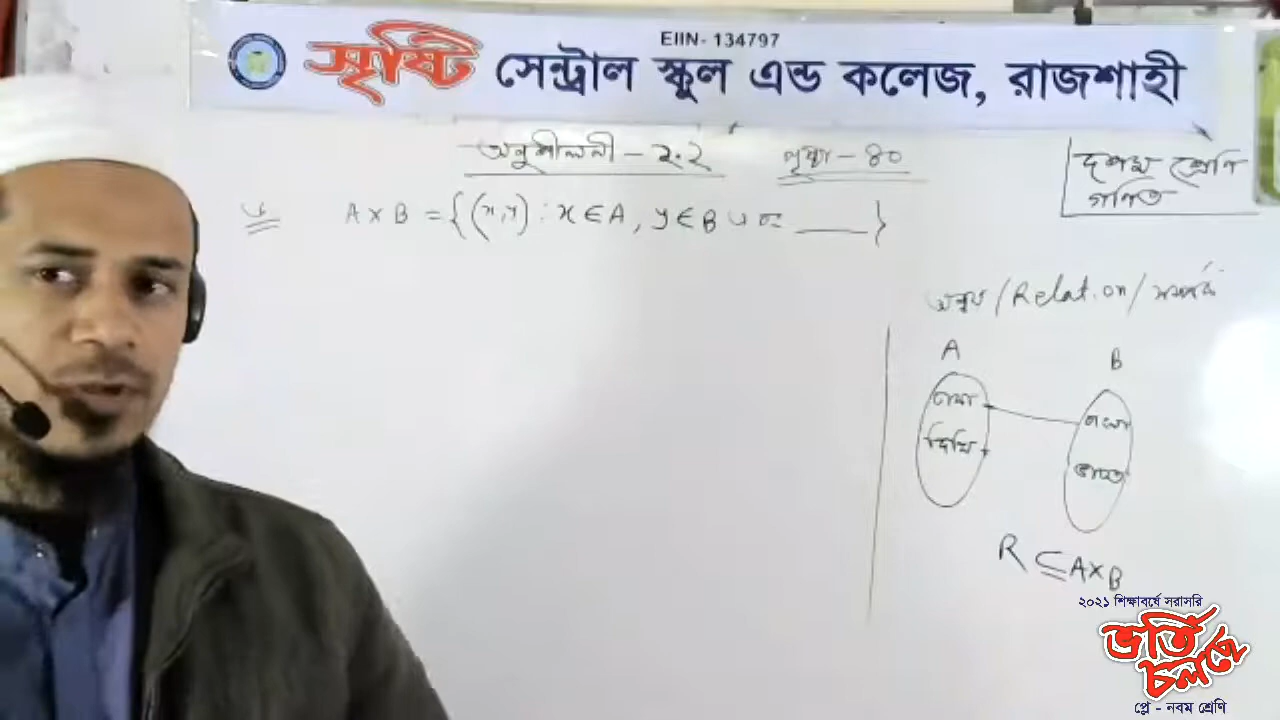 EIIN- 134797
সৃষ্টি সেন্ট্রাল স্কুল এন্ড কলেজ, রাজশাহী
অনুশীলনী – ২.২ পৃষ্ঠা – ৪০
দশম শ্রেণি
গণিত
A × B = {(x,y) : x ∈ A, y ∈ B এবং ____ }
অন্বয় / Relation / সম্পর্ক
A B
ঢাকা
R ⊆ A×B
২০২১ শিক্ষাবর্ষে সরাসরি
ভর্তি
চলছে
প্লে - নবম শ্রেণি